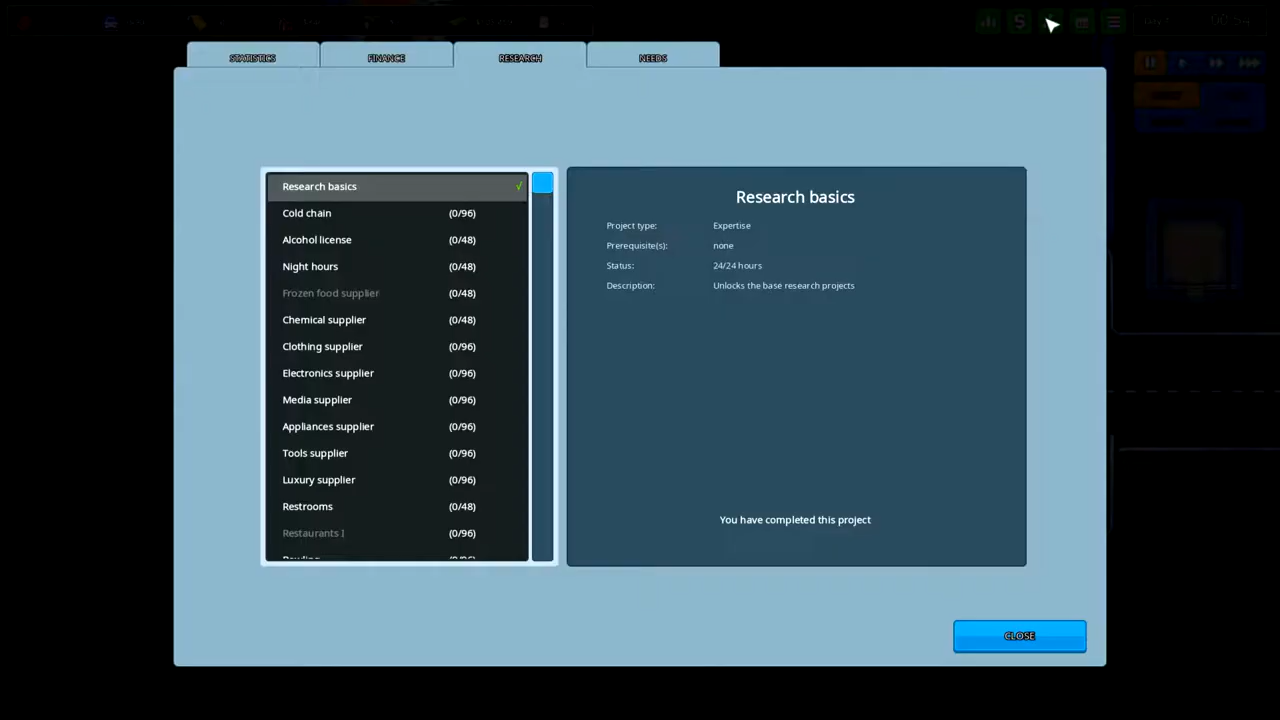 STATISTICS
FINANCE
RESEARCH
NEEDS
Research basics √
Cold chain (0/96)
Alcohol license (0/48)
Night hours (0/48)
Frozen food supplier (0/48)
Chemical supplier (0/48)
Clothing supplier (0/96)
Electronics supplier (0/96)
Media supplier (0/96)
Appliances supplier (0/96)
Tools supplier (0/96)
Luxury supplier (0/96)
Restrooms (0/48)
Restaurants I (0/96)
Research basics
Project type: Expertise
Prerequisite(s): none
Status: 24/24 hours
Description: Unlocks the base research projects
You have completed this project
CLOSE